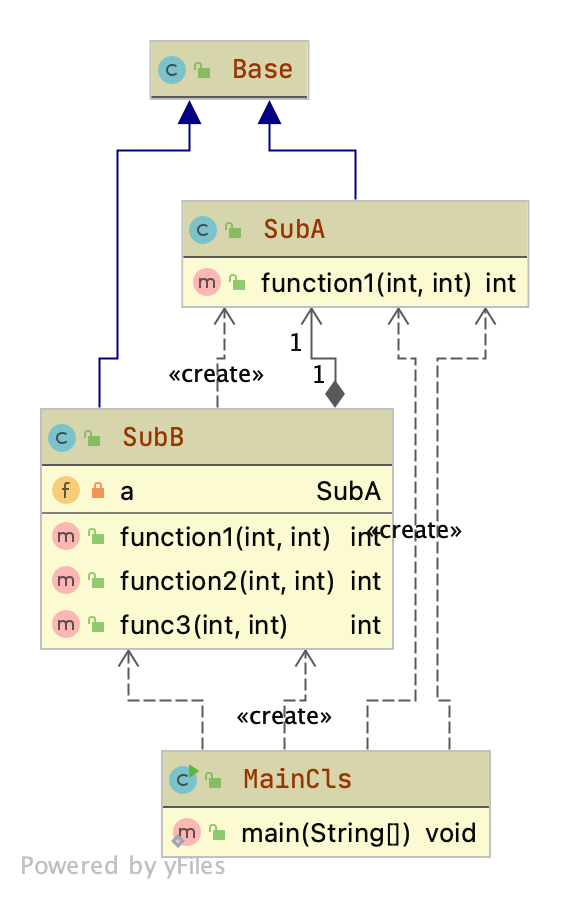 Base
SubA
function1(int, int) int
1
«create»
1
SubB
a SubA
function1(int, int) int
«create»
function2(int, int) int
func3(int, int) int
«create»
MainCls
main(String[]) void
Powered by yFiles